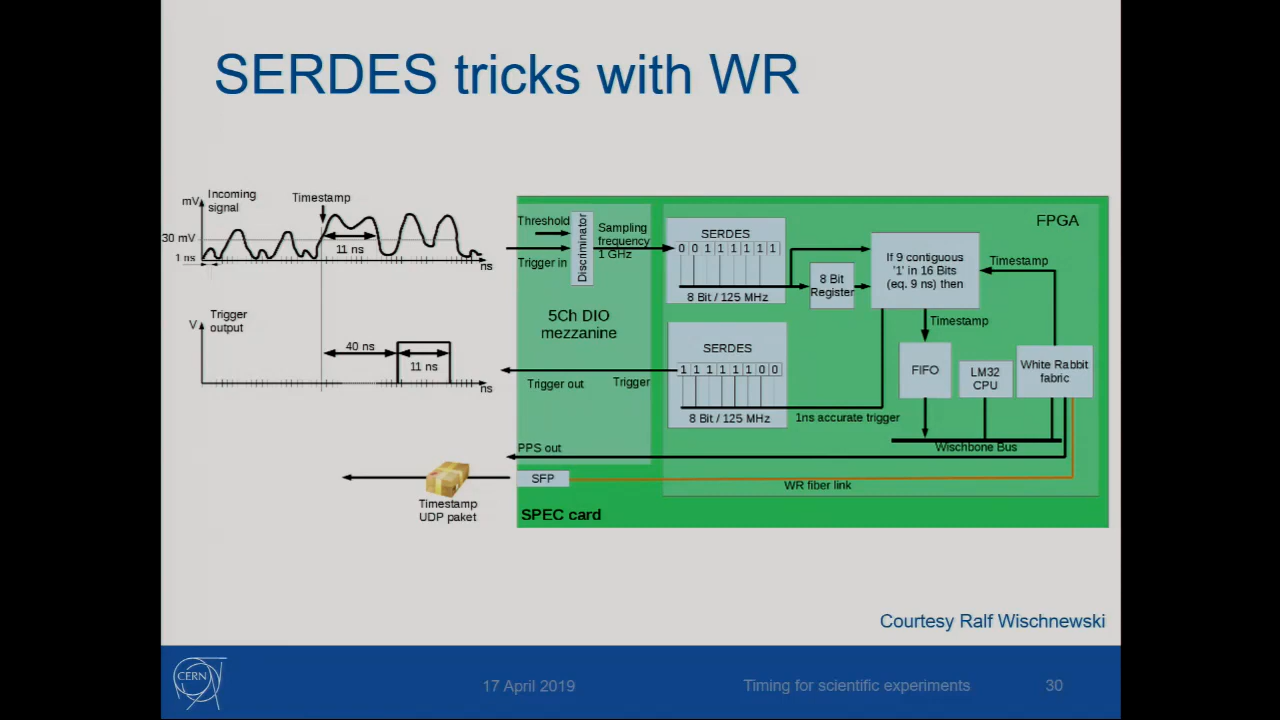 SERDES tricks with WR
mV
Incoming
signal
Timestamp
30 mV
11 ns
1 ns
ns
V
Trigger
output
40 ns
11 ns
ns
Timestamp
UDP paket
Threshold
Trigger in
Discriminator
Sampling
frequency
1 GHz
5Ch DIO
mezzanine
Trigger out
Trigger
PPS out
SFP
SPEC card
FPGA
SERDES
0 0 1 1 1 1 1 1
8 Bit / 125 MHz
8 Bit
Register
If 9 contiguous
'1' in 16 Bits
(eq. 9 ns) then
Timestamp
Timestamp
SERDES
1 1 1 1 1 1 0 0
8 Bit / 125 MHz
1ns accurate trigger
FIFO
LM32
CPU
White Rabbit
fabric
Wischbone Bus
WR fiber link
Courtesy Ralf Wischnewski
CERN
17 April 2019
Timing for scientific experiments
30